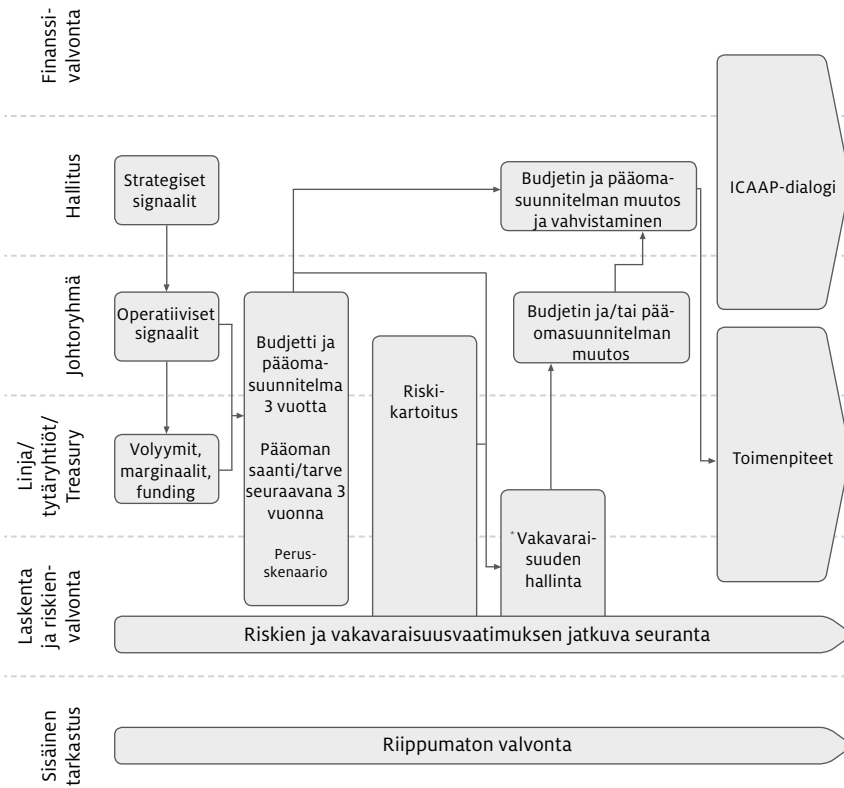 Finanssi-
valvonta
Hallitus
Strategiset
signaalit
Budjetin ja pääoma-
suunnitelman muutos
ja vahvistaminen
ICAAP-dialogi
Johtoryhmä
Operatiiviset
signaalit
Budjetti ja
pääoma-
suunnitelma
3 vuotta
Pääoman
saanti/tarve
seuraavana 3
vuonna
Perus-
skenaario
Riski-
kartoitus
Budjetin ja/tai pää-
omasuunnitelman
muutos
Linja/
tytäryhtiöt/
Treasury
Volyymit,
marginaalit,
funding
*Vakavarai-
suuden
hallinta
Toimenpiteet
Laskenta
ja riskien-
valvonta
Riskien ja vakavaraisuusvaatimuksen jatkuva seuranta
Sisäinen
tarkastus
Riippumaton valvonta